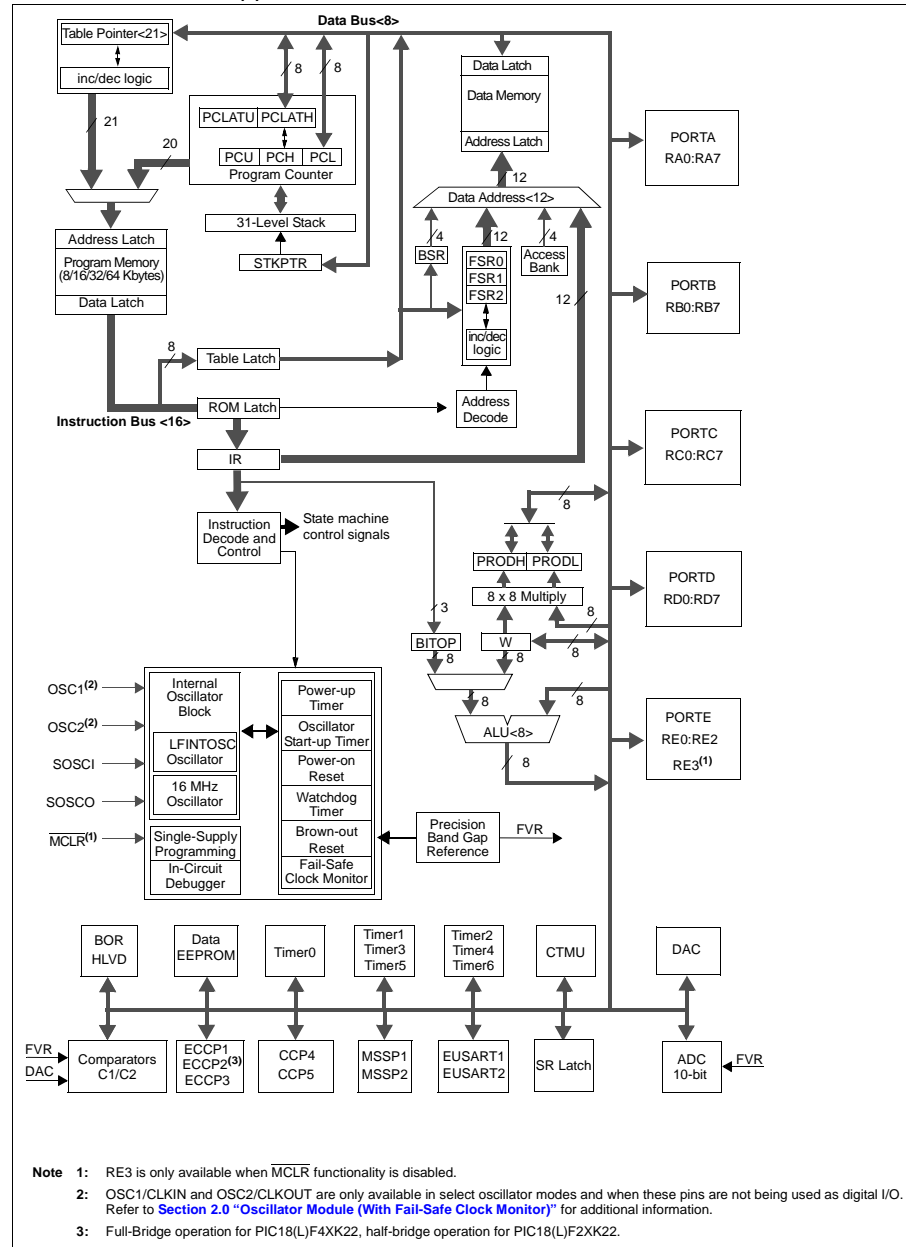 Data Bus<8>
Table Pointer<21>
inc/dec logic
21
20
8
8
PCLATU PCLATH
PCU PCH PCL
Program Counter
31-Level Stack
STKPTR
Data Latch
Data Memory
Address Latch
12
Data Address<12>
4
12
4
BSR
FSR0
FSR1
FSR2
inc/dec
logic
Access
Bank
12
Address
Decode
Address Latch
Program Memory
(8/16/32/64 Kbytes)
Data Latch
8
Table Latch
ROM Latch
Instruction Bus <16>
IR
Instruction
Decode and
Control
State machine
control signals
8
PRODH PRODL
8 x 8 Multiply
3
8
BITOP
W
8
8
8
8
8
ALU<8>
8
PORTA
RA0:RA7
PORTB
RB0:RB7
PORTC
RC0:RC7
PORTD
RD0:RD7
PORTE
RE0:RE2
RE3(1)
OSC1(2)
OSC2(2)
SOSCI
SOSCO
MCLR(1)
Internal
Oscillator
Block
LFINTOSC
Oscillator
16 MHz
Oscillator
Single-Supply
Programming
In-Circuit
Debugger
Power-up
Timer
Oscillator
Start-up Timer
Power-on
Reset
Watchdog
Timer
Brown-out
Reset
Fail-Safe
Clock Monitor
Precision
Band Gap
Reference
FVR
BOR
HLVD
Data
EEPROM
Timer0
Timer1
Timer3
Timer5
Timer2
Timer4
Timer6
CTMU
DAC
FVR
DAC
Comparators
C1/C2
ECCP1
ECCP2(3)
ECCP3
CCP4
CCP5
MSSP1
MSSP2
EUSART1
EUSART2
SR Latch
ADC
10-bit
FVR
Note 1: RE3 is only available when MCLR functionality is disabled.
2: OSC1/CLKIN and OSC2/CLKOUT are only available in select oscillator modes and when these pins are not being used as digital I/O.
Refer to Section 2.0 “Oscillator Module (With Fail-Safe Clock Monitor)” for additional information.
3: Full-Bridge operation for PIC18(L)F4XK22, half-bridge operation for PIC18(L)F2XK22.